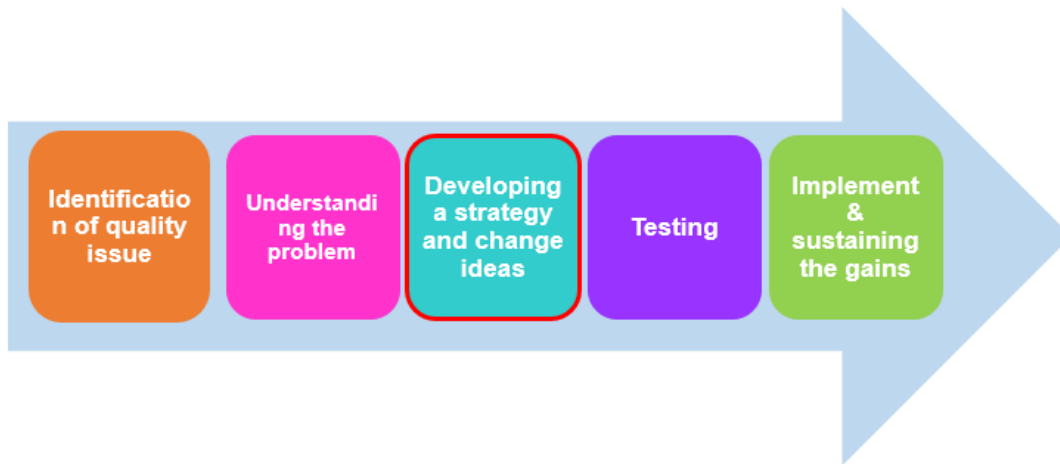 Identificatio
n of quality
issue
Understandi
ng the
problem
Developing
a strategy
and change
ideas
Testing
Implement
&
sustaining
the gains